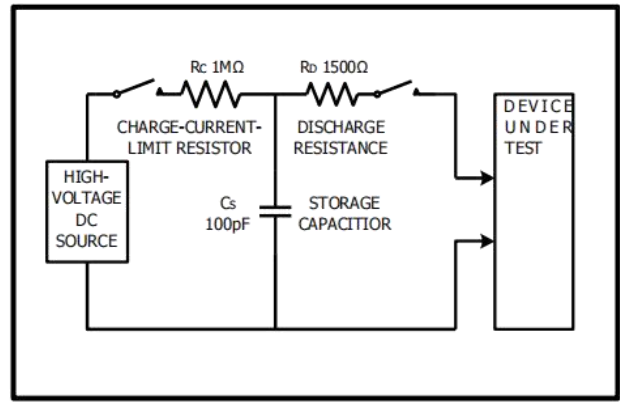 Rc 1MΩ
RD 1500Ω
CHARGE-CURRENT-
LIMIT RESISTOR
DISCHARGE
RESISTANCE
DEVICE
UNDER
TEST
HIGH-
VOLTAGE
DC
SOURCE
Cs
100pF
STORAGE
CAPACITIOR